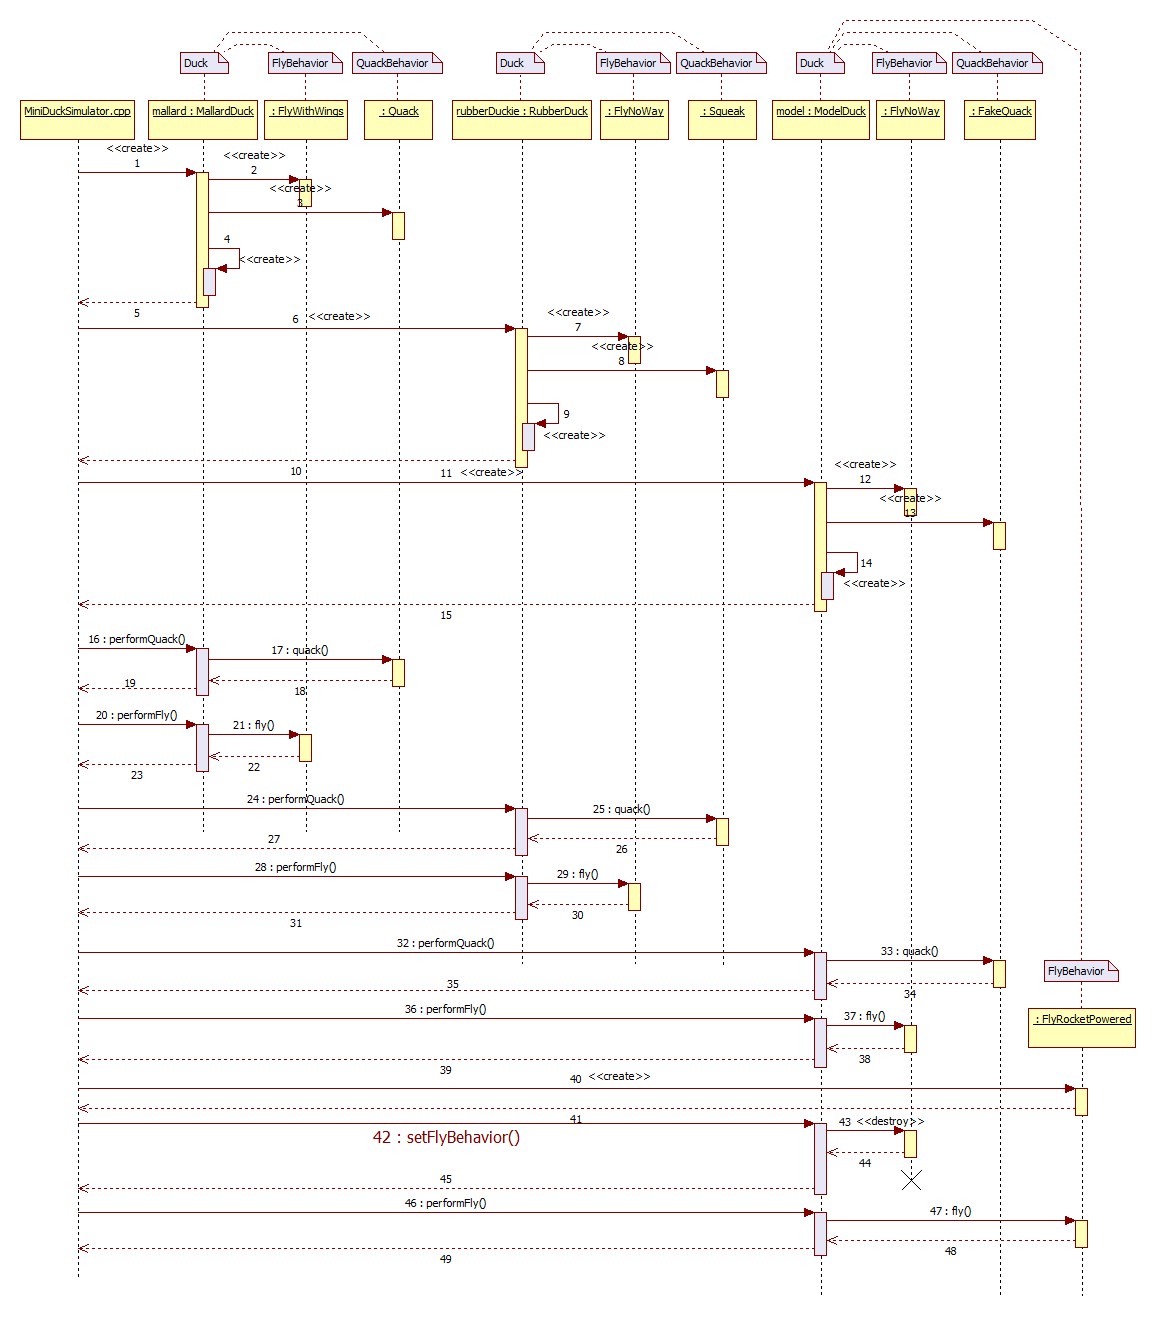 Duck
FlyBehavior
QuackBehavior
Duck
FlyBehavior
QuackBehavior
Duck
FlyBehavior
QuackBehavior
MiniDuckSimulator.cpp
mallard : MallardDuck
: FlyWithWings
: Quack
rubberDuckie : RubberDuck
: FlyNoWay
: Squeak
model : ModelDuck
: FlyNoWay
: FakeQuack
<<create>>
1
<<create>>
2
<<create>>
3
4
<<create>>
5
6
<<create>>
<<create>>
7
<<create>>
8
9
<<create>>
10
11
<<create>>
<<create>>
12
<<create>>
13
14
<<create>>
15
16 : performQuack()
17 : quack()
18
19
20 : performFly()
21 : fly()
22
23
24 : performQuack()
25 : quack()
26
27
28 : performFly()
29 : fly()
30
31
32 : performQuack()
33 : quack()
34
35
FlyBehavior
: FlyRocketPowered
36 : performFly()
37 : fly()
38
39
40
<<create>>
41
42 : setFlyBehavior()
43
<<destroy>>
44
45
46 : performFly()
47 : fly()
48
49